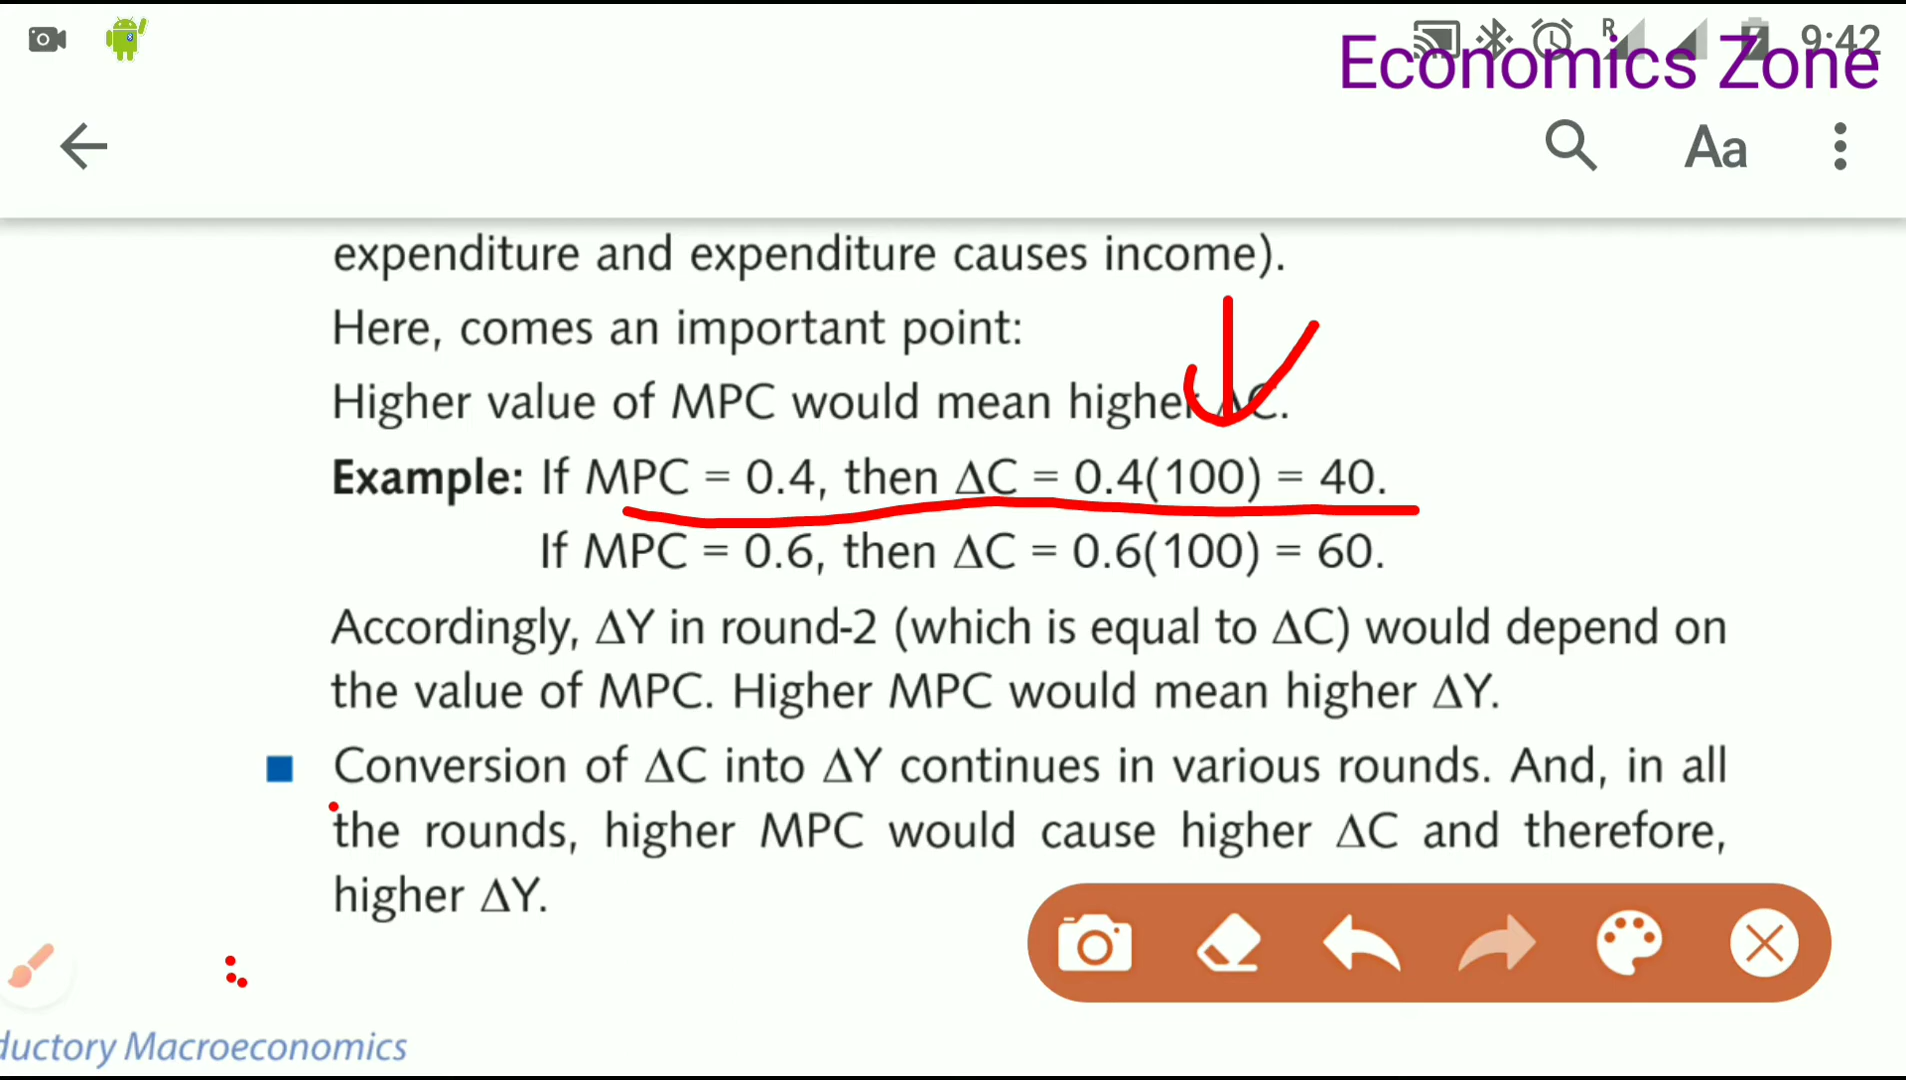 9:42
Economics Zone
Aa
expenditure and expenditure causes income).
Here, comes an important point:
Higher value of MPC would mean higher ΔC.
Example: If MPC = 0.4, then ΔC = 0.4(100) = 40.
If MPC = 0.6, then ΔC = 0.6(100) = 60.
Accordingly, ΔY in round-2 (which is equal to ΔC) would depend on
the value of MPC. Higher MPC would mean higher ΔY.
■ Conversion of ΔC into ΔY continues in various rounds. And, in all
the rounds, higher MPC would cause higher ΔC and therefore,
higher ΔY.
ductory Macroeconomics